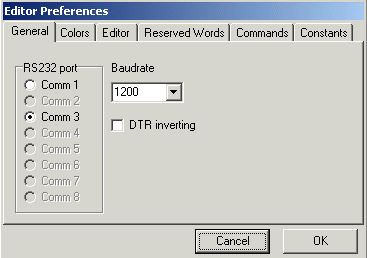 Editor Preferences
General Colors Editor Reserved Words Commands Constants
RS232 port
Comm 1
Comm 2
Comm 3
Comm 4
Comm 5
Comm 6
Comm 7
Comm 8
Baudrate
1200
DTR inverting
Cancel OK